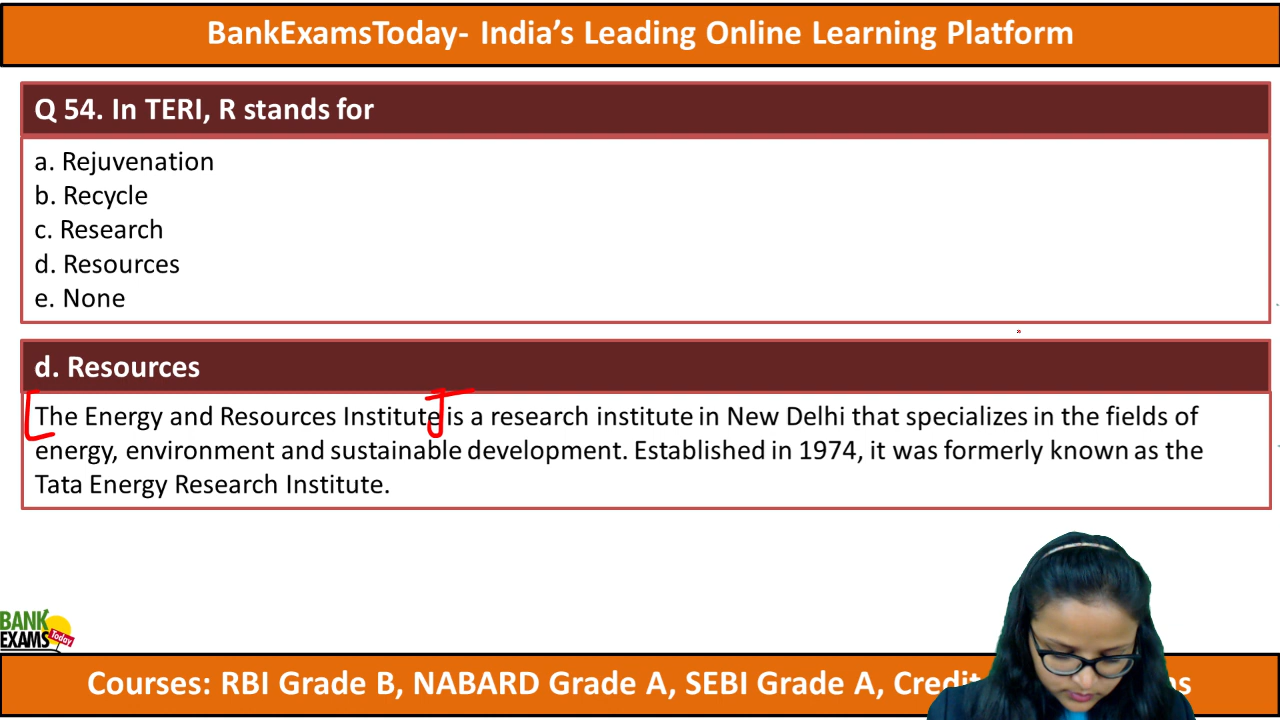 BankExamsToday- India's Leading Online Learning Platform
Q 54. In TERI, R stands for
a. Rejuvenation
b. Recycle
c. Research
d. Resources
e. None
d. Resources
The Energy and Resources Institute is a research institute in New Delhi that specializes in the fields of
energy, environment and sustainable development. Established in 1974, it was formerly known as the
Tata Energy Research Institute.
BANK
EXAMS Today
Courses: RBI Grade B, NABARD Grade A, SEBI Grade A,